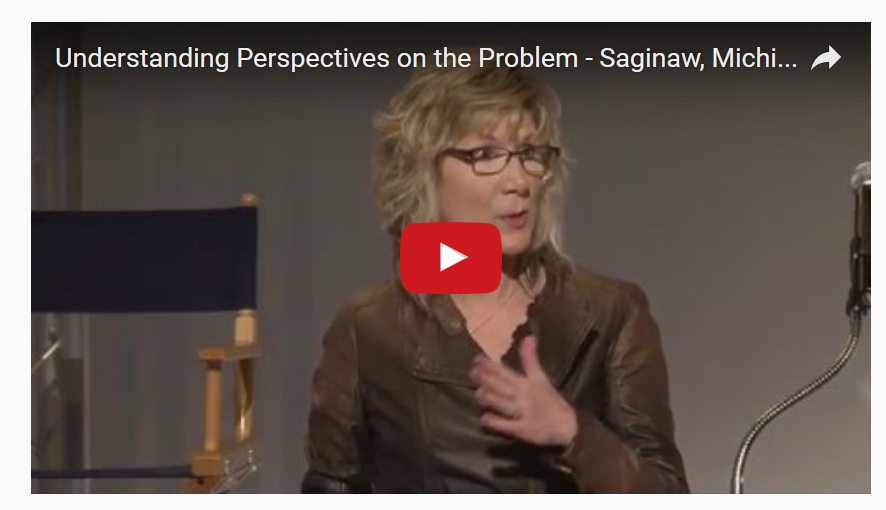 Understanding Perspectives on the Problem - Saginaw, Michi...